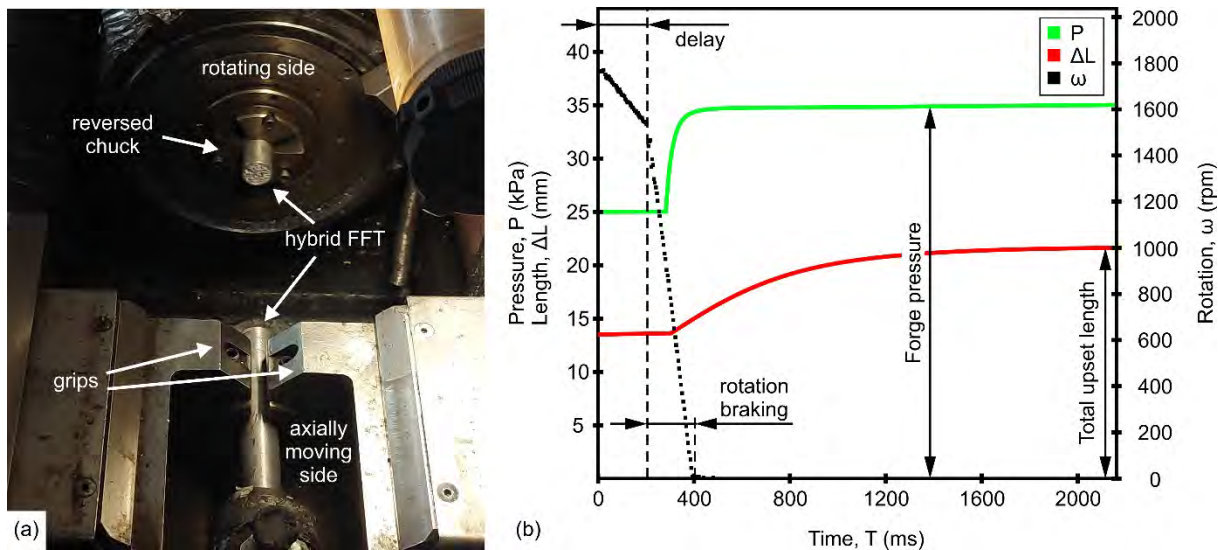 rotating side
reversed
chuck
hybrid FFT
grips
axially
moving
side
(a)
delay
P
ΔL
ω
40
35
30
25
20
15
10
5
Pressure, P (kPa)
Length, ΔL (mm)
2000
1800
1600
1400
1200
1000
800
600
400
200
0
Rotation, ω (rpm)
Forge pressure
Total upset length
rotation
braking
0
400
800
1200
1600
2000
Time, T (ms)
(b)